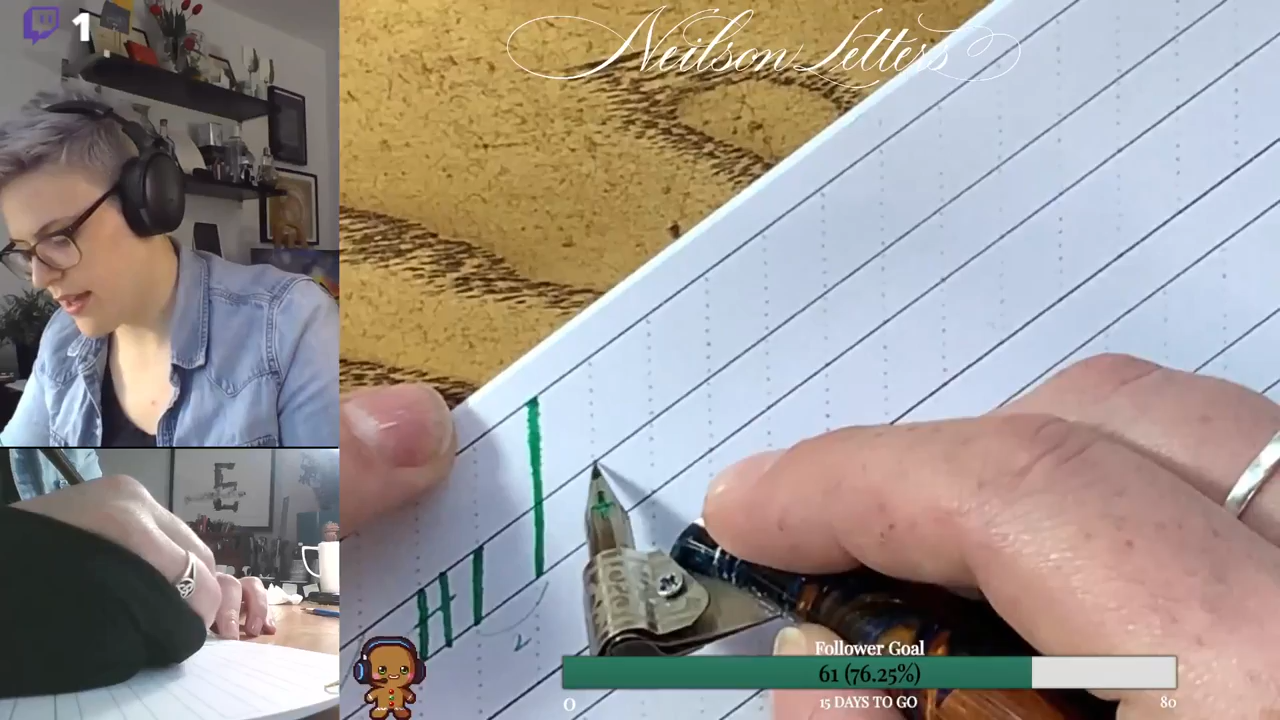 1
Neilson Letters
Follower Goal
61 (76.25%)
0
15 DAYS TO GO
80